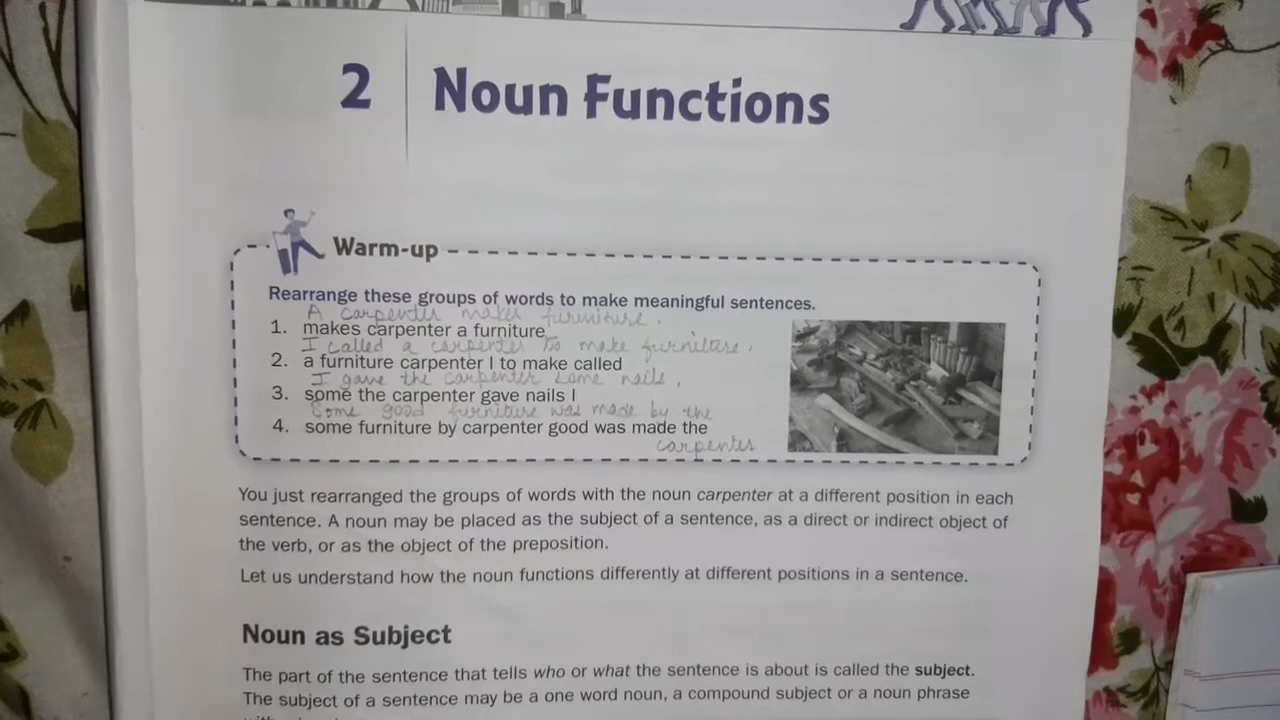 2 Noun Functions
Warm-up
Rearrange these groups of words to make meaningful sentences.
A carpenter makes furniture.
1. makes carpenter a furniture
I called a carpenter to make furniture.
2. a furniture carpenter I to make called
I gave the carpenter some nails.
3. some the carpenter gave nails I
Some good furniture was made by the
4. some furniture by carpenter good was made the
carpenter
You just rearranged the groups of words with the noun carpenter at a different position in each
sentence. A noun may be placed as the subject of a sentence, as a direct or indirect object of
the verb, or as the object of the preposition.
Let us understand how the noun functions differently at different positions in a sentence.
Noun as Subject
The part of the sentence that tells who or what the sentence is about is called the subject.
The subject of a sentence may be a one word noun, a compound subject or a noun phrase